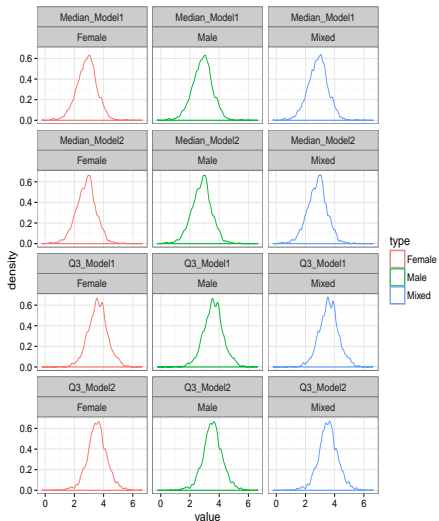 Median_Model1 Median_Model1 Median_Model1
Female Male Mixed
0.6
0.4
0.2
0.0
Median_Model2 Median_Model2 Median_Model2
Female Male Mixed
0.6
0.4
0.2
0.0
Q3_Model1 Q3_Model1 Q3_Model1
Female Male Mixed
0.6
0.4
0.2
0.0
Q3_Model2 Q3_Model2 Q3_Model2
Female Male Mixed
0.6
0.4
0.2
0.0
0 2 4 6 0 2 4 6 0 2 4 6
value
density
type
Female
Male
Mixed